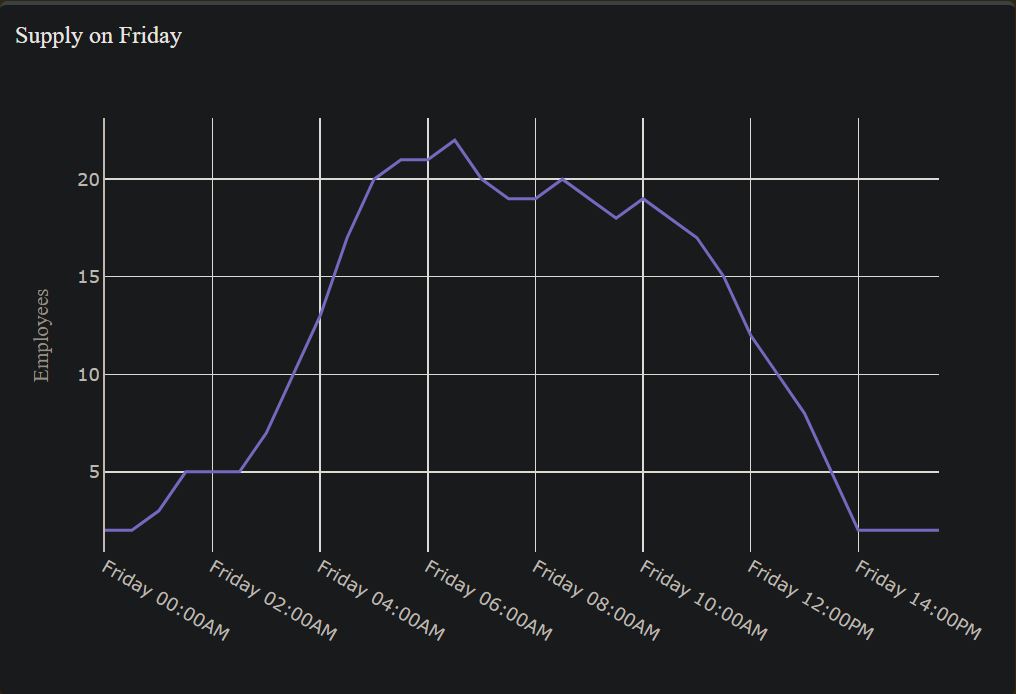 Supply on Friday
20
15
10
5
Employees
Friday 00:00AM
Friday 02:00AM
Friday 04:00AM
Friday 06:00AM
Friday 08:00AM
Friday 10:00AM
Friday 12:00PM
Friday 14:00PM